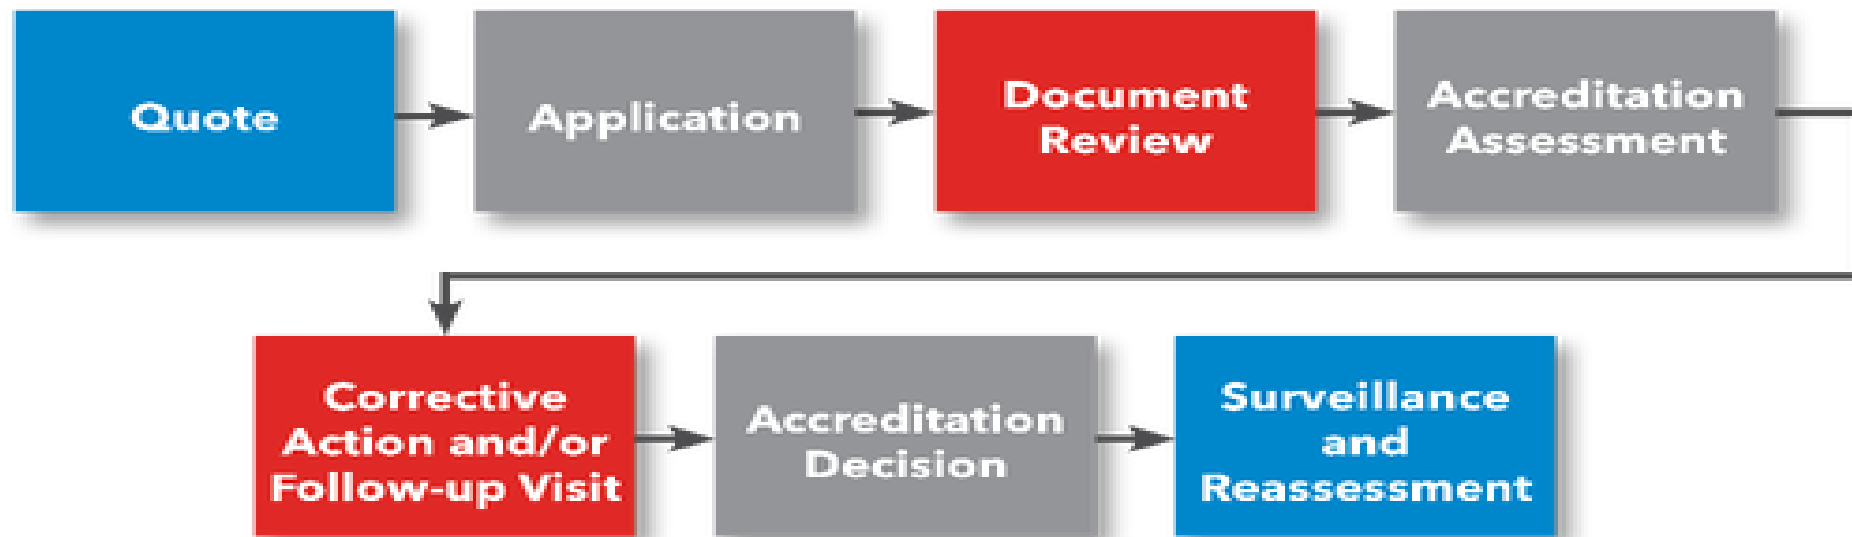 Quote
Application
Document
Review
Accreditation
Assessment
Corrective
Action and/or
Follow-up Visit
Accreditation
Decision
Surveillance
and
Reassessment